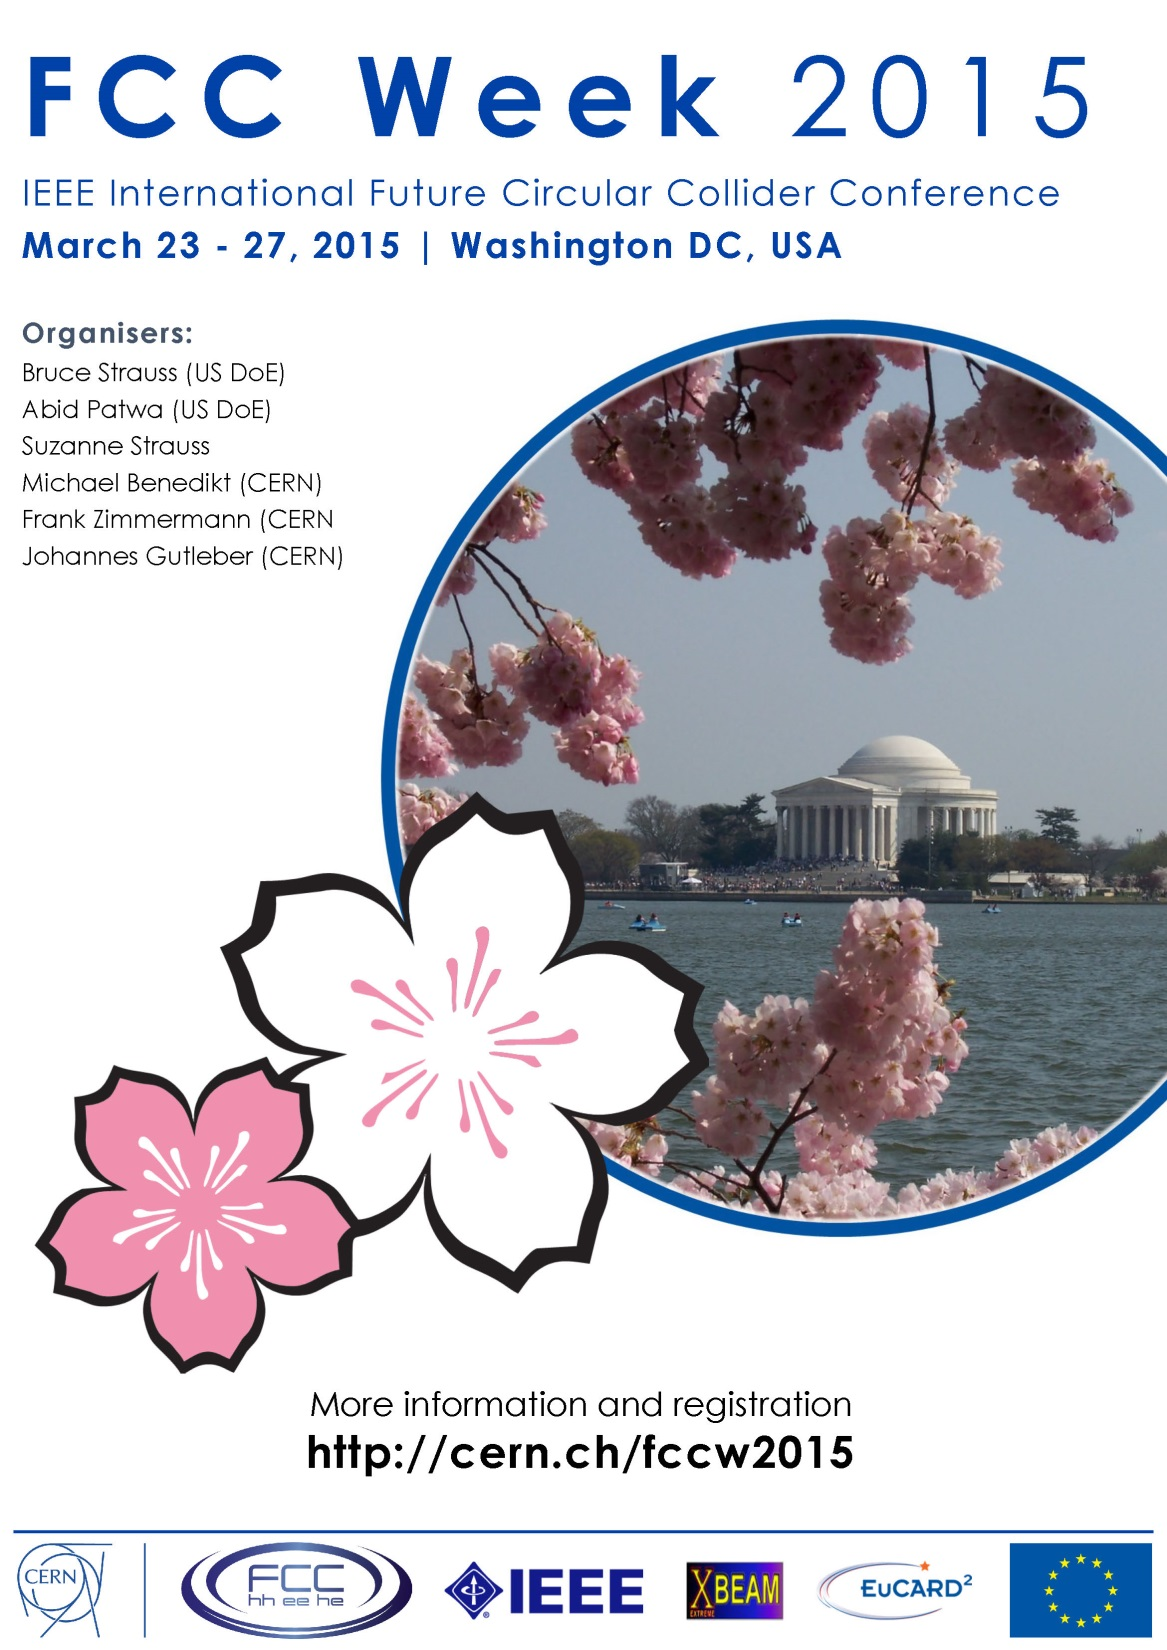 FCC Week 2015
IEEE International Future Circular Collider Conference
March 23 - 27, 2015 | Washington DC, USA
Organisers:
Bruce Strauss (US DoE)
Abid Patwa (US DoE)
Suzanne Strauss
Michael Benedikt (CERN)
Frank Zimmermann (CERN
Johannes Gutleber (CERN)
More information and registration
http://cern.ch/fccw2015
CERN
FCC
hh ee he
IEEE
XBEAM
EXTREME
EuCARD²